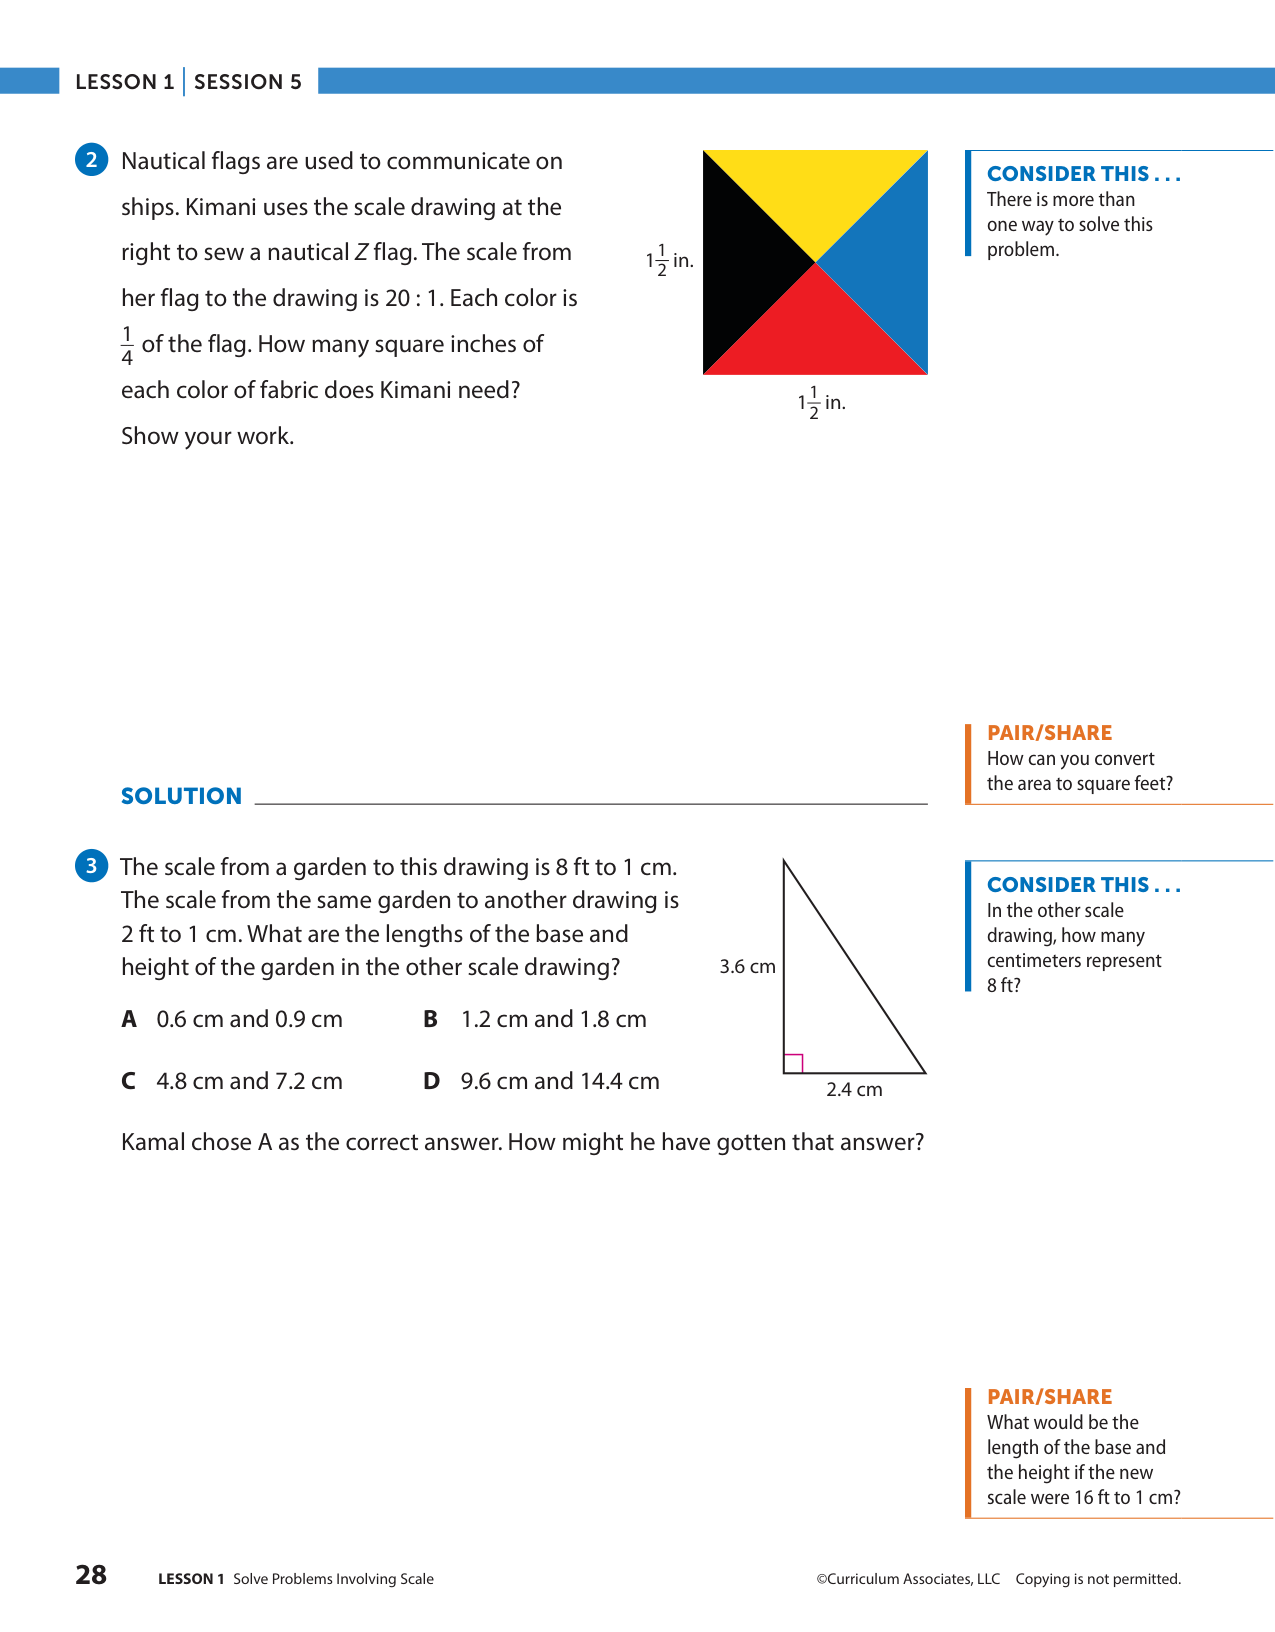 LESSON 1 | SESSION 5
2 Nautical flags are used to communicate on
ships. Kimani uses the scale drawing at the
right to sew a nautical Z flag. The scale from
her flag to the drawing is 20 : 1. Each color is
1/4 of the flag. How many square inches of
each color of fabric does Kimani need?
Show your work.
1 1/2 in.
1 1/2 in.
CONSIDER THIS . . .
There is more than
one way to solve this
problem.
PAIR/SHARE
How can you convert
the area to square feet?
SOLUTION
3 The scale from a garden to this drawing is 8 ft to 1 cm.
The scale from the same garden to another drawing is
2 ft to 1 cm. What are the lengths of the base and
height of the garden in the other scale drawing?
A 0.6 cm and 0.9 cm B 1.2 cm and 1.8 cm
C 4.8 cm and 7.2 cm D 9.6 cm and 14.4 cm
3.6 cm
2.4 cm
Kamal chose A as the correct answer. How might he have gotten that answer?
CONSIDER THIS . . .
In the other scale
drawing, how many
centimeters represent
8 ft?
PAIR/SHARE
What would be the
length of the base and
the height if the new
scale were 16 ft to 1 cm?
28 LESSON 1 Solve Problems Involving Scale ©Curriculum Associates, LLC Copying is not permitted.